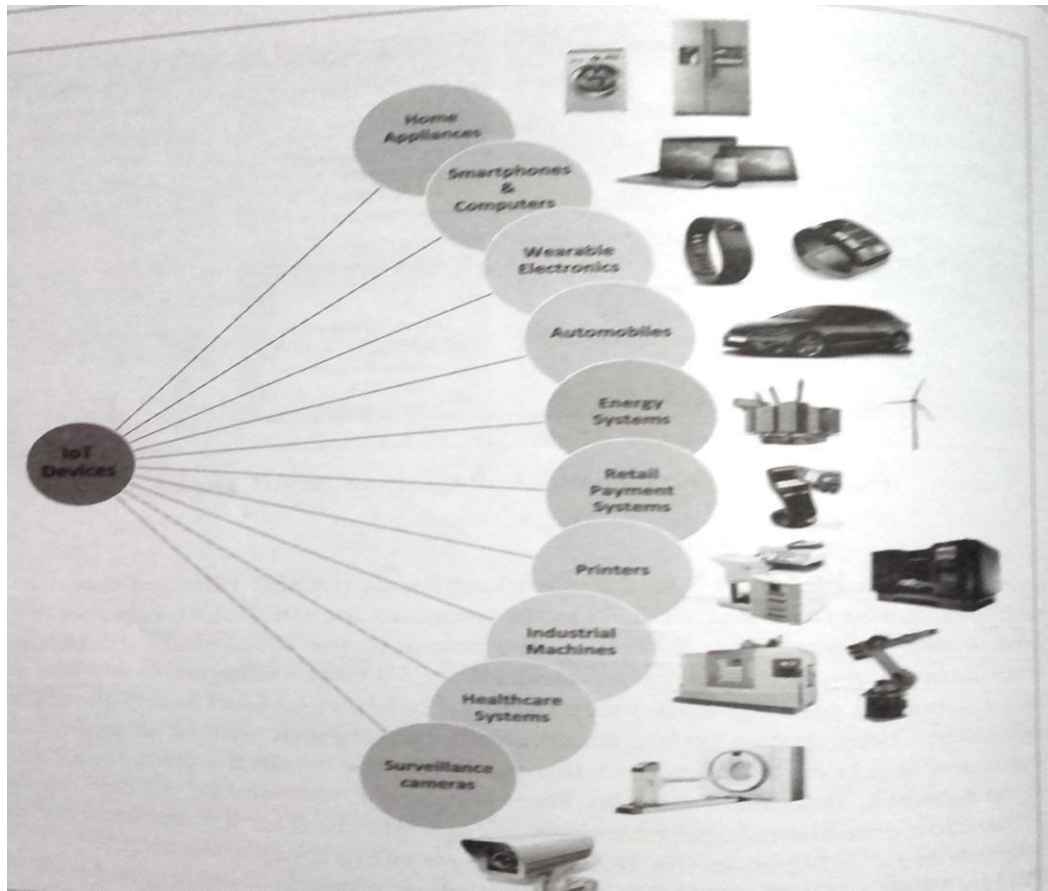 Home
Appliances
Smartphones
&
Computers
Wearable
Electronics
Automobiles
Energy
Systems
IoT
Devices
Retail
Payment
Systems
Printers
Industrial
Machines
Healthcare
Systems
Surveillance
cameras